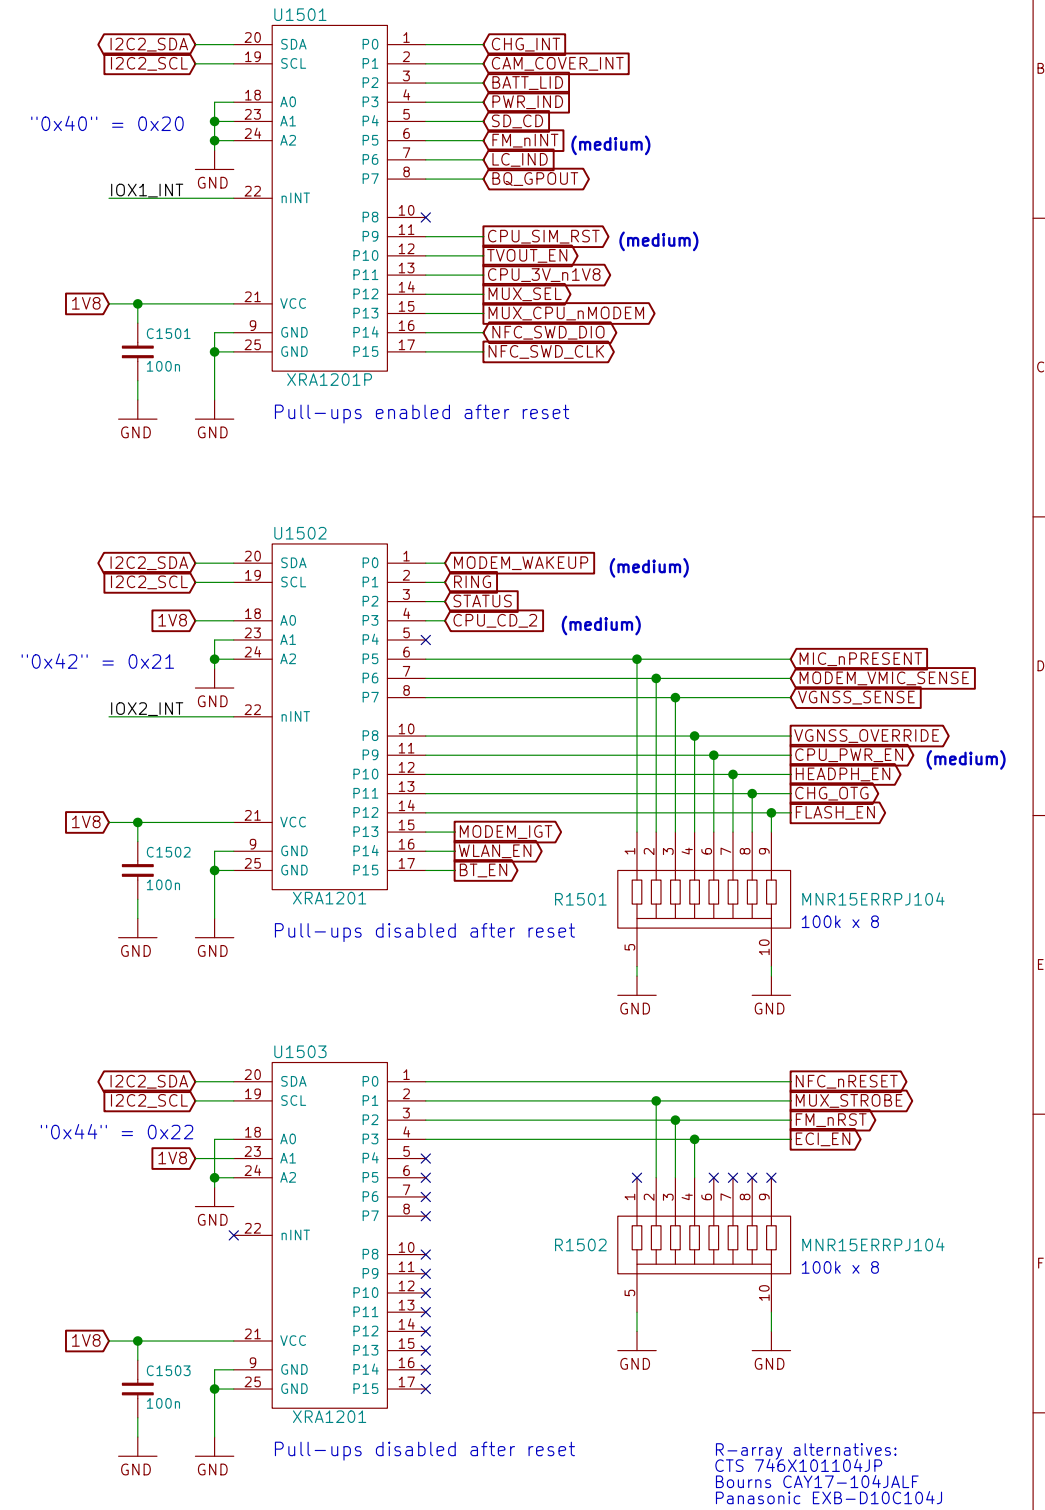 U1501
I2C2_SDA 20 SDA P0 1 CHG_INT
I2C2_SCL 19 SCL P1 2 CAM_COVER_INT
P2 3 BATT_LID
18 A0 P3 4 PWR_IND
"0x40" = 0x20 23 A1 P4 5 SD_CD
24 A2 P5 6 FM_nINT (medium)
P6 7 LC_IND
GND P7 8 BQ_GPOUT
IOX1_INT 22 nINT
P8 10
P9 11 CPU_SIM_RST (medium)
P10 12 TVOUT_EN
P11 13 CPU_3V_n1V8
P12 14 MUX_SEL
1V8 21 VCC P13 15 MUX_CPU_nMODEM
C1501 9 GND P14 16 NFC_SWD_DIO
25 GND P15 17 NFC_SWD_CLK
100n
XRA1201P
Pull-ups enabled after reset
GND GND
U1502
I2C2_SDA 20 SDA P0 1 MODEM_WAKEUP (medium)
I2C2_SCL 19 SCL P1 2 RING
P2 3 STATUS
1V8 18 A0 P3 4 CPU_CD_2 (medium)
23 A1 P4 5
"0x42" = 0x21 24 A2 P5 6 MIC_nPRESENT
P6 7 MODEM_VMIC_SENSE
GND P7 8 VGNSS_SENSE
IOX2_INT 22 nINT
P8 10 VGNSS_OVERRIDE
P9 11 CPU_PWR_EN (medium)
P10 12 HEADPH_EN
P11 13 CHG_OTG
P12 14 FLASH_EN
1V8 21 VCC P13 15 MODEM_IGT
C1502 9 GND P14 16 WLAN_EN
1 2 3 4 6 7 8 9
25 GND P15 17 BT_EN
100n
XRA1201 R1501 MNR15ERRPJ104
100k x 8
Pull-ups disabled after reset
GND GND 5 10
GND GND
U1503
I2C2_SDA 20 SDA P0 1 NFC_nRESET
I2C2_SCL 19 SCL P1 2 MUX_STROBE
P2 3 FM_nRST
"0x44" = 0x22 18 A0 P3 4 ECI_EN
1V8 23 A1 P4 5
24 A2 P5 6
P6 7
1 2 3 4 6 7 8 9
GND P7 8
22 nINT
R1502 MNR15ERRPJ104
P8 10
100k x 8
P9 11
P10 12
5 10
P11 13
P12 14
1V8 21 VCC P13 15
GND GND
C1503 9 GND P14 16
25 GND P15 17
100n
XRA1201
Pull-ups disabled after reset
GND GND
R-array alternatives:
CTS 746X101104JP
Bourns CAY17-104JALF
Panasonic EXB-D10C104J
B
C
D
E
F